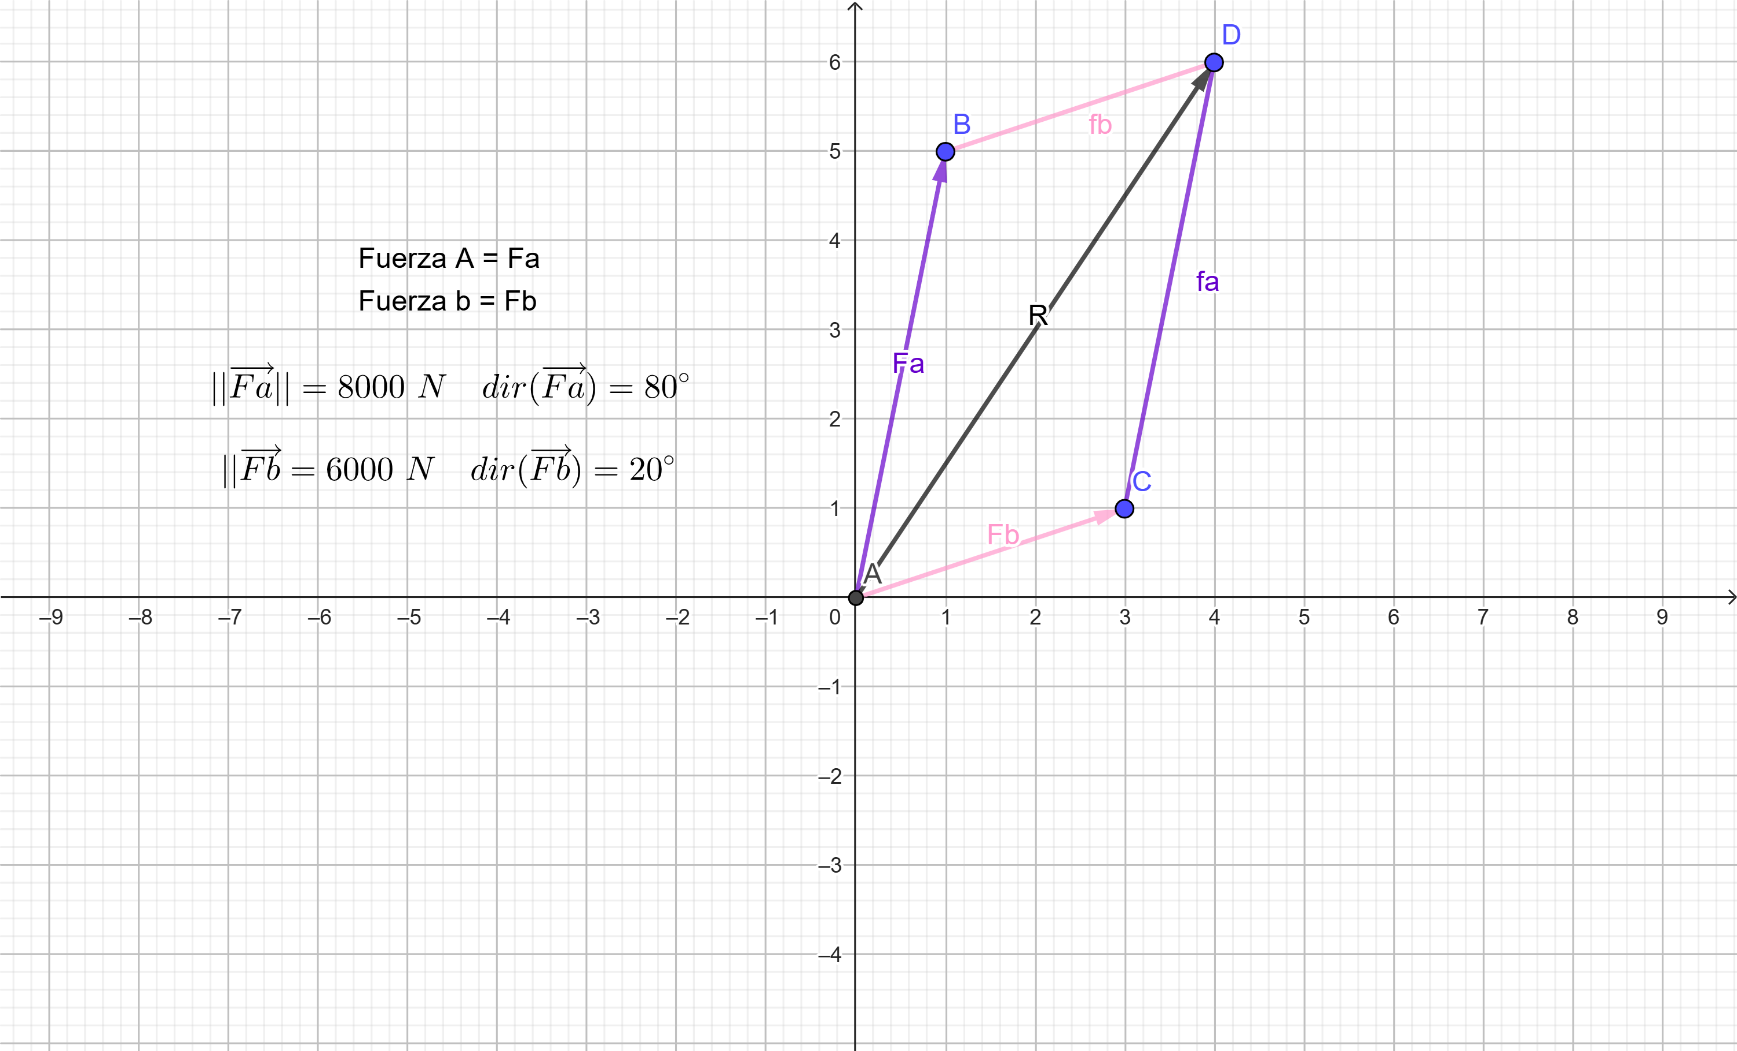 D
6
B
fb
5
Fuerza A = Fa
4
Fuerza b = Fb
fa
R
3
Fa
||Fa|| = 8000 N dir(Fa) = 80°
2
||Fb = 6000 N dir(Fb) = 20°
C
1
Fb
A
–9 –8 –7 –6 –5 –4 –3 –2 –1 0 1 2 3 4 5 6 7 8 9
–1
–2
–3
–4